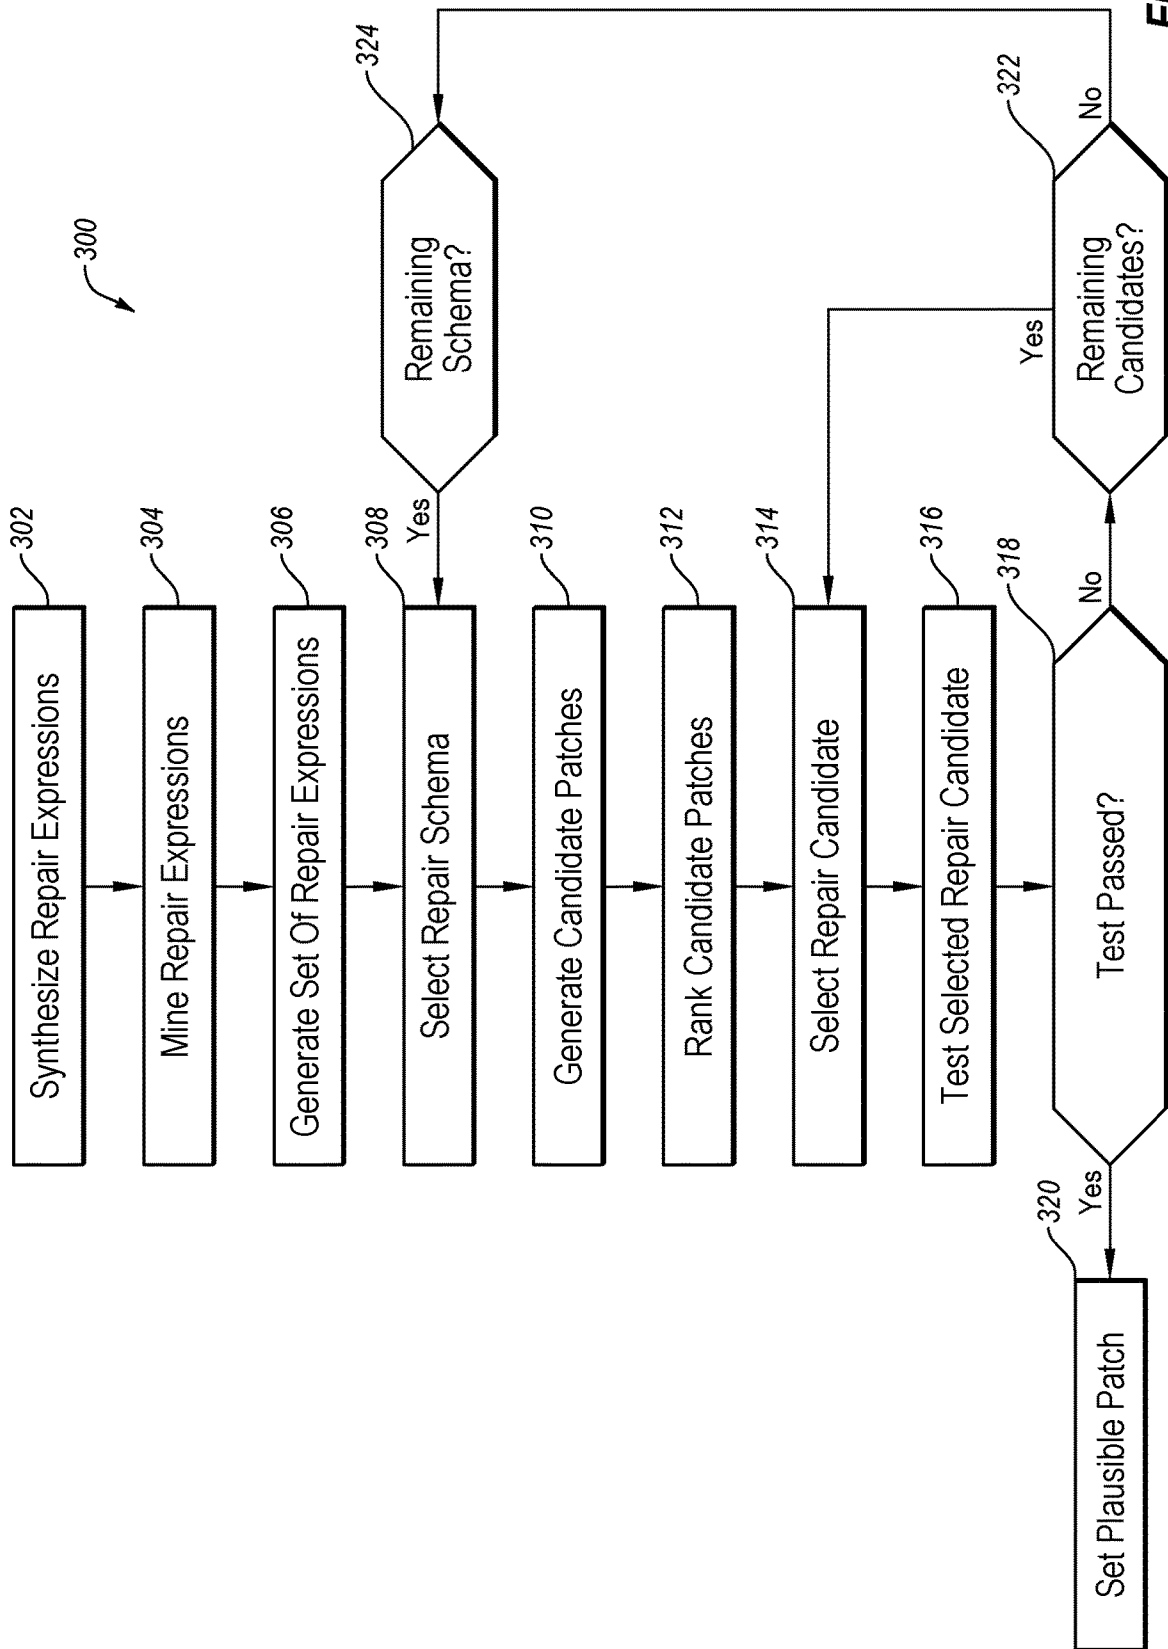 300
302
Synthesize Repair Expressions
304
Mine Repair Expressions
306
Generate Set Of Repair Expressions
308
Select Repair Schema
Yes
324
Remaining
Schema?
310
Generate Candidate Patches
312
Rank Candidate Patches
314
Select Repair Candidate
316
Test Selected Repair Candidate
318
Test Passed?
Yes
320
Set Plausible Patch
No
322
Remaining
Candidates?
Yes
No